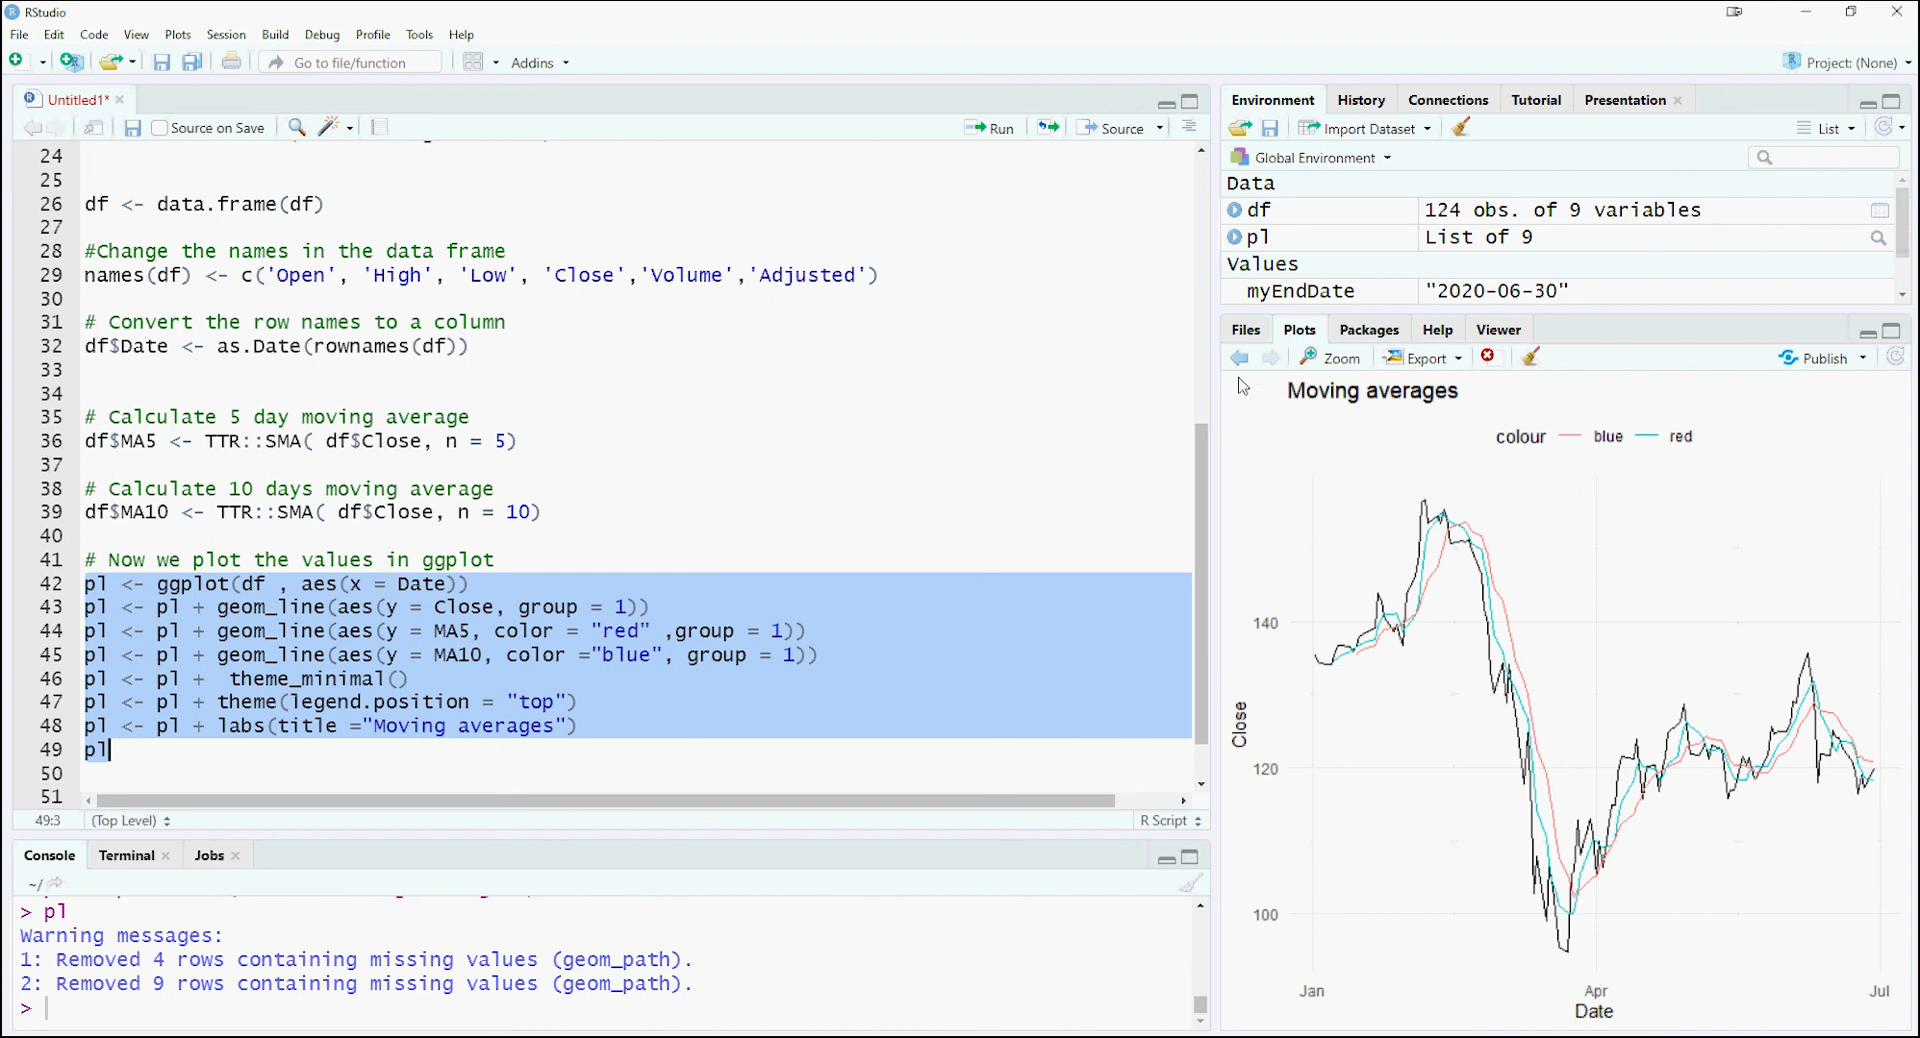 RStudio
File Edit Code View Plots Session Build Debug Profile Tools Help
Go to file/function Addins Project: (None)
Untitled1*
Source on Save Run Source
24
25
26 df <- data.frame(df)
27
28 #Change the names in the data frame
29 names(df) <- c('Open', 'High', 'Low', 'Close','Volume','Adjusted')
30
31 # Convert the row names to a column
32 df$Date <- as.Date(rownames(df))
33
34
35 # Calculate 5 day moving average
36 df$MA5 <- TTR::SMA( df$Close, n = 5)
37
38 # Calculate 10 days moving average
39 df$MA10 <- TTR::SMA( df$Close, n = 10)
40
41 # Now we plot the values in ggplot
42 pl <- ggplot(df , aes(x = Date))
43 pl <- pl + geom_line(aes(y = Close, group = 1))
44 pl <- pl + geom_line(aes(y = MA5, color = "red" ,group = 1))
45 pl <- pl + geom_line(aes(y = MA10, color ="blue", group = 1))
46 pl <- pl +  theme_minimal()
47 pl <- pl + theme(legend.position = "top")
48 pl <- pl + labs(title ="Moving averages")
49 pl
50
51
49:3 (Top Level) R Script
Console Terminal Jobs
~/
> pl
Warning messages:
1: Removed 4 rows containing missing values (geom_path).
2: Removed 9 rows containing missing values (geom_path).
>
Environment History Connections Tutorial Presentation
Import Dataset List
Global Environment
Data
df 124 obs. of 9 variables
pl List of 9
Values
myEndDate "2020-06-30"
Files Plots Packages Help Viewer
Zoom Export Publish
Moving averages
colour blue red
140
120
100
Close
Jan Apr Jul
Date